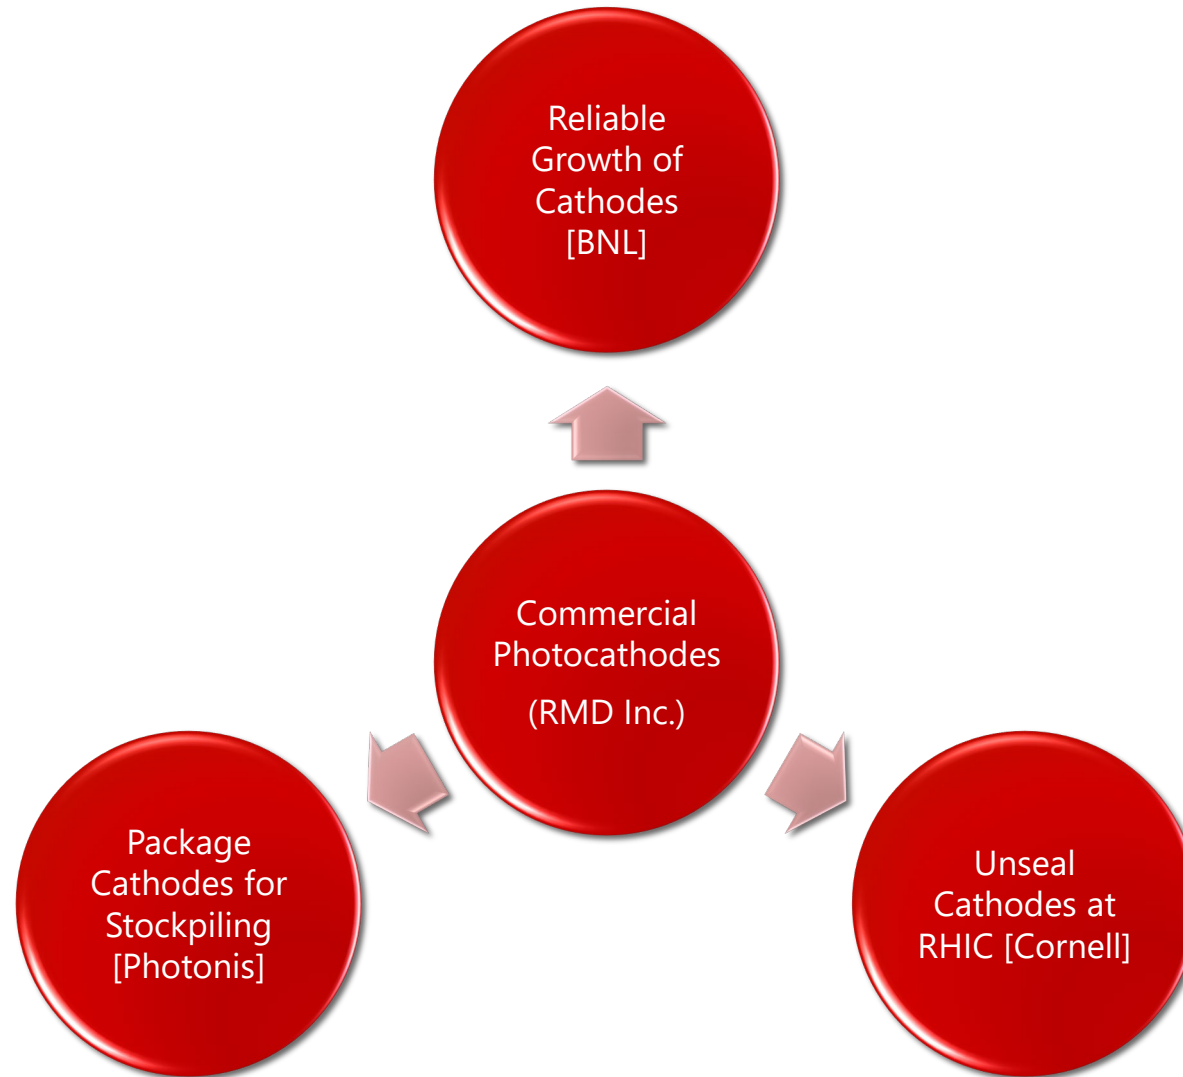 Reliable
Growth of
Cathodes
[BNL]
Commercial
Photocathodes
(RMD Inc.)
Package
Cathodes for
Stockpiling
[Photonis]
Unseal
Cathodes at
RHIC [Cornell]